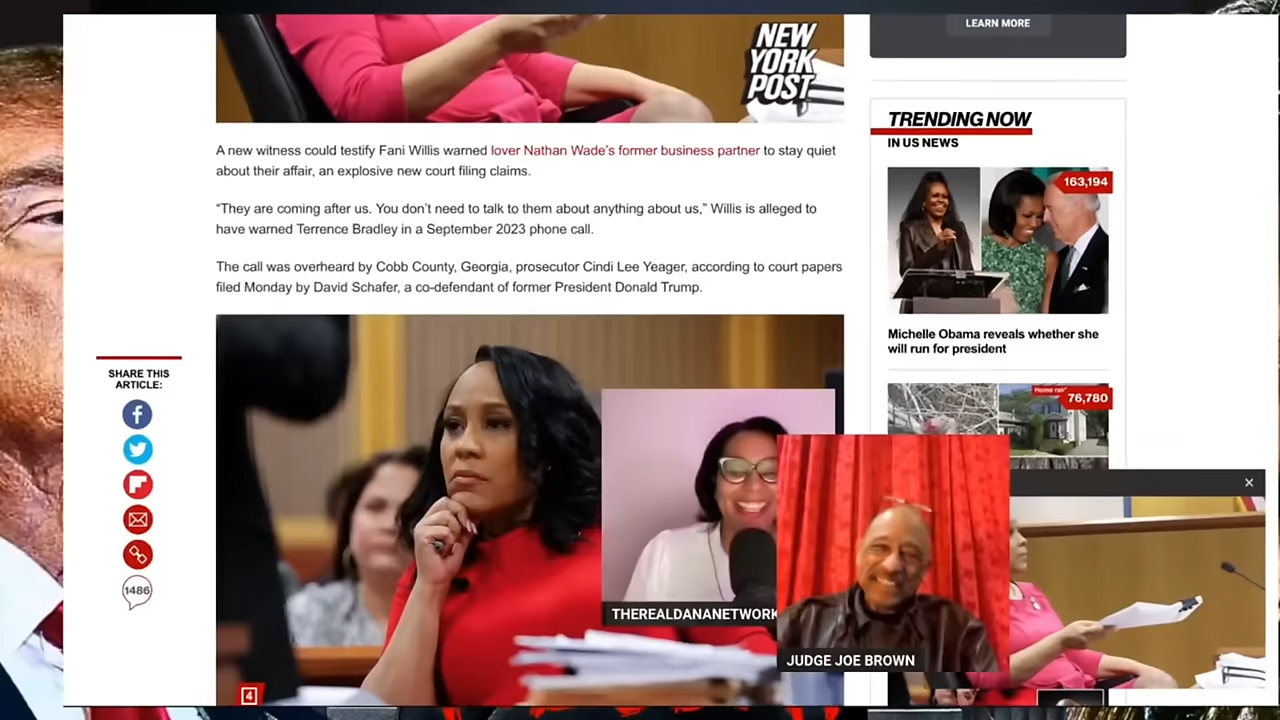 NEW
YORK
POST
LEARN MORE
A new witness could testify Fani Willis warned lover Nathan Wade's former business partner to stay quiet
about their affair, an explosive new court filing claims.
“They are coming after us. You don't need to talk to them about anything about us,” Willis is alleged to
have warned Terrence Bradley in a September 2023 phone call.
The call was overheard by Cobb County, Georgia, prosecutor Cindi Lee Yeager, according to court papers
filed Monday by David Schafer, a co-defendant of former President Donald Trump.
SHARE THIS
ARTICLE:
1486
4
THEREALDANANETWORK
JUDGE JOE BROWN
TRENDING NOW
IN US NEWS
163,194
Michelle Obama reveals whether she
will run for president
Home rai
76,780